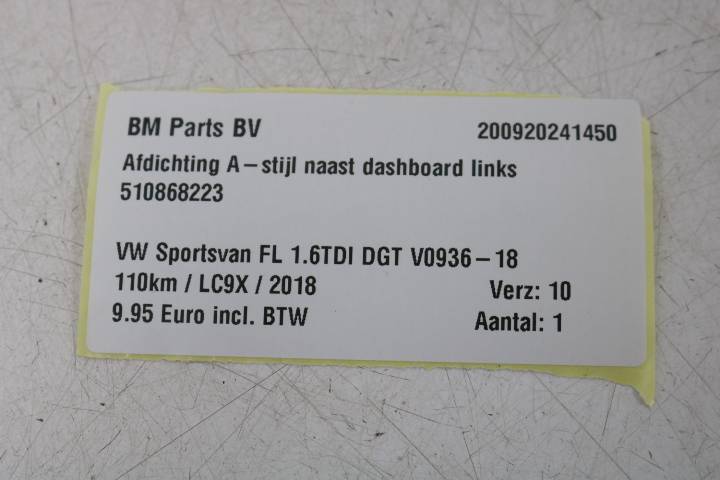 BM Parts BV 200920241450
Afdichting A-stijl naast dashboard links
510868223
VW Sportsvan FL 1.6TDI DGT V0936-18
110km / LC9X / 2018 Verz: 10
9.95 Euro incl. BTW Aantal: 1